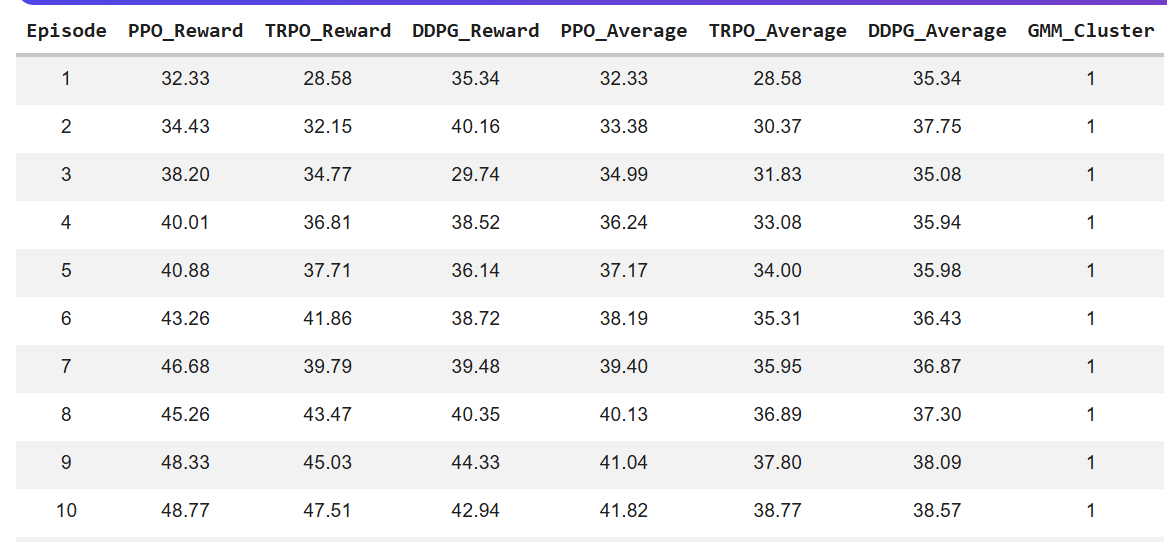 Episode PPO_Reward TRPO_Reward DDPG_Reward PPO_Average TRPO_Average DDPG_Average GMM_Cluster
1 32.33 28.58 35.34 32.33 28.58 35.34 1
2 34.43 32.15 40.16 33.38 30.37 37.75 1
3 38.20 34.77 29.74 34.99 31.83 35.08 1
4 40.01 36.81 38.52 36.24 33.08 35.94 1
5 40.88 37.71 36.14 37.17 34.00 35.98 1
6 43.26 41.86 38.72 38.19 35.31 36.43 1
7 46.68 39.79 39.48 39.40 35.95 36.87 1
8 45.26 43.47 40.35 40.13 36.89 37.30 1
9 48.33 45.03 44.33 41.04 37.80 38.09 1
10 48.77 47.51 42.94 41.82 38.77 38.57 1